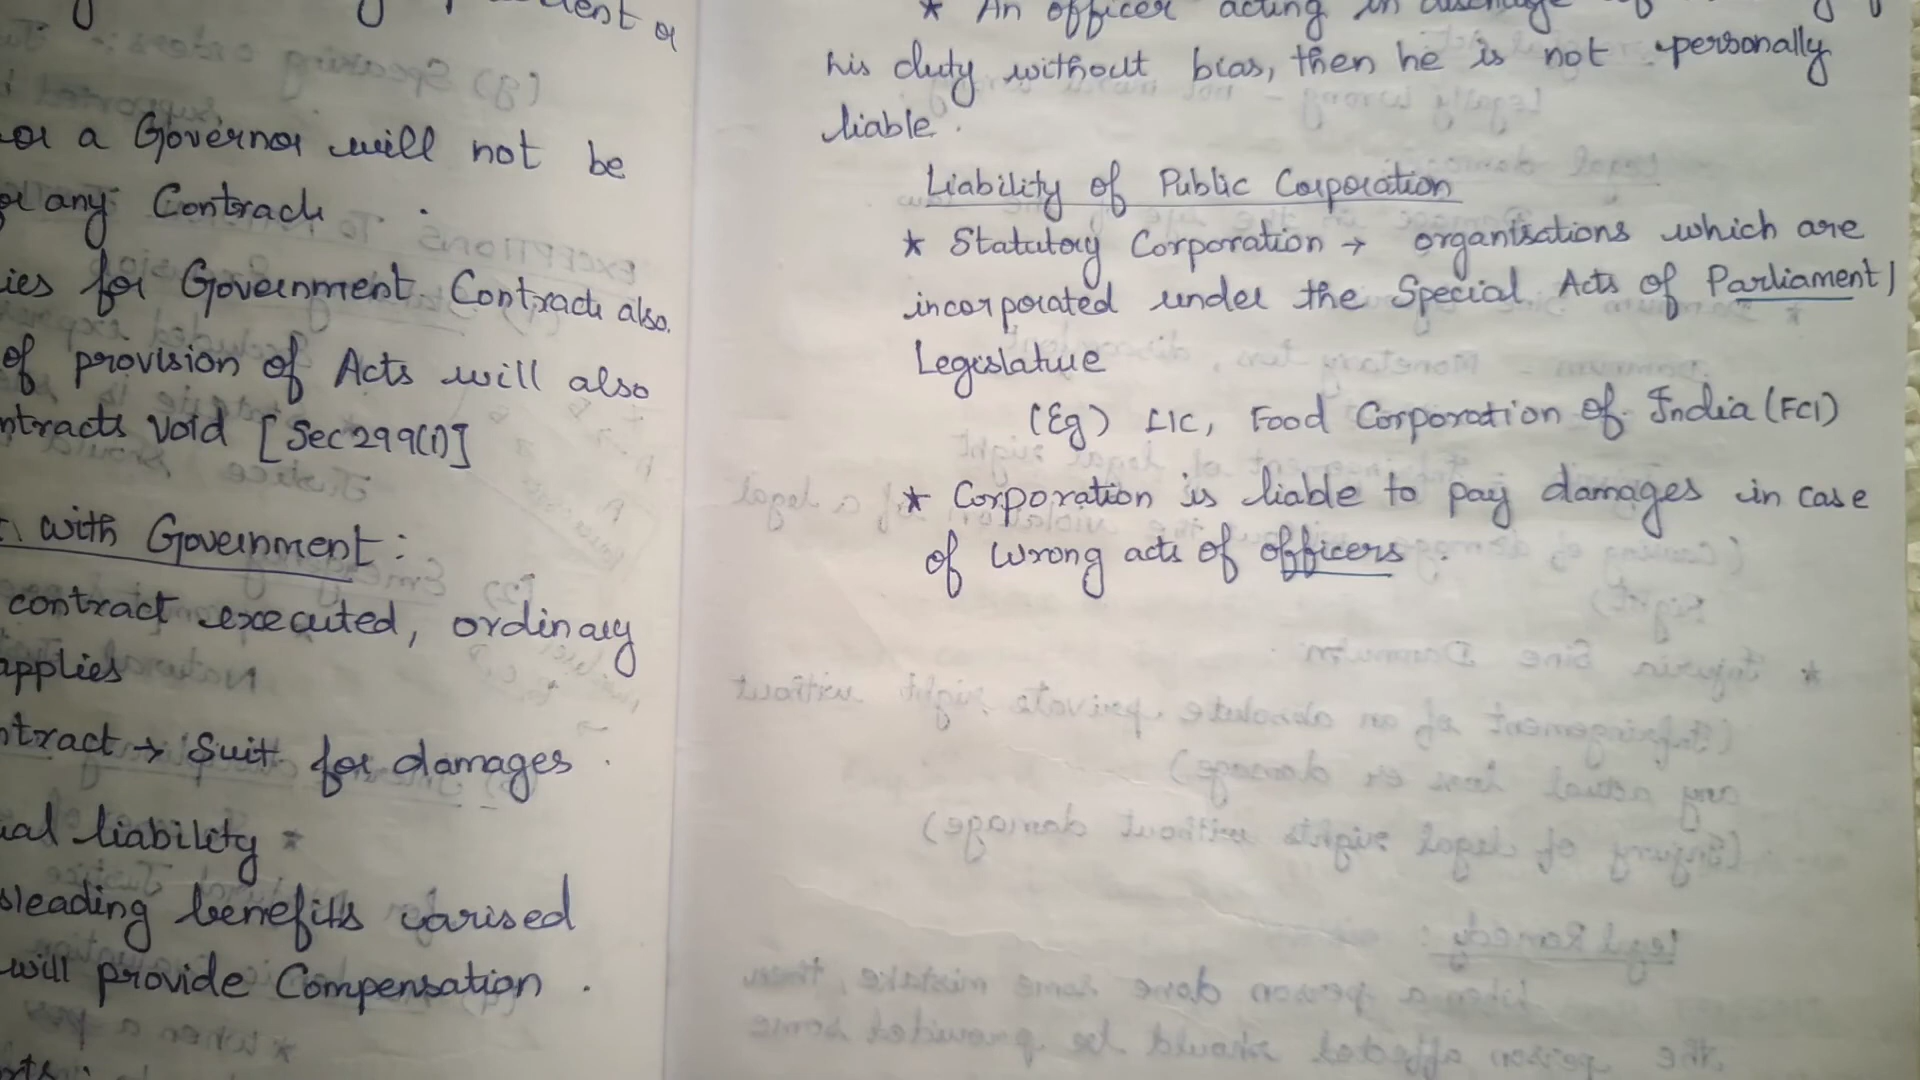 or a Governor will not be
any Contract
ies for Government Contracts also.
of provision of Acts will also
ntracts void [Sec 299(1)]
with Government:
contract executed, ordinary
applies
ntract → Suit for damages.
ial liability
sleading benefits arised
will provide Compensation.
* An officer acting in
his duty without bias, then he is not personally
liable.
Liability of Public Corporation
* Statutory Corporation → organisations which are
incorporated under the Special Acts of Parliament/
Legislatue
(Eg) LIC, Food Corporation of India (FCI)
* Corporation is liable to pay damages in case
of wrong acts of officers.